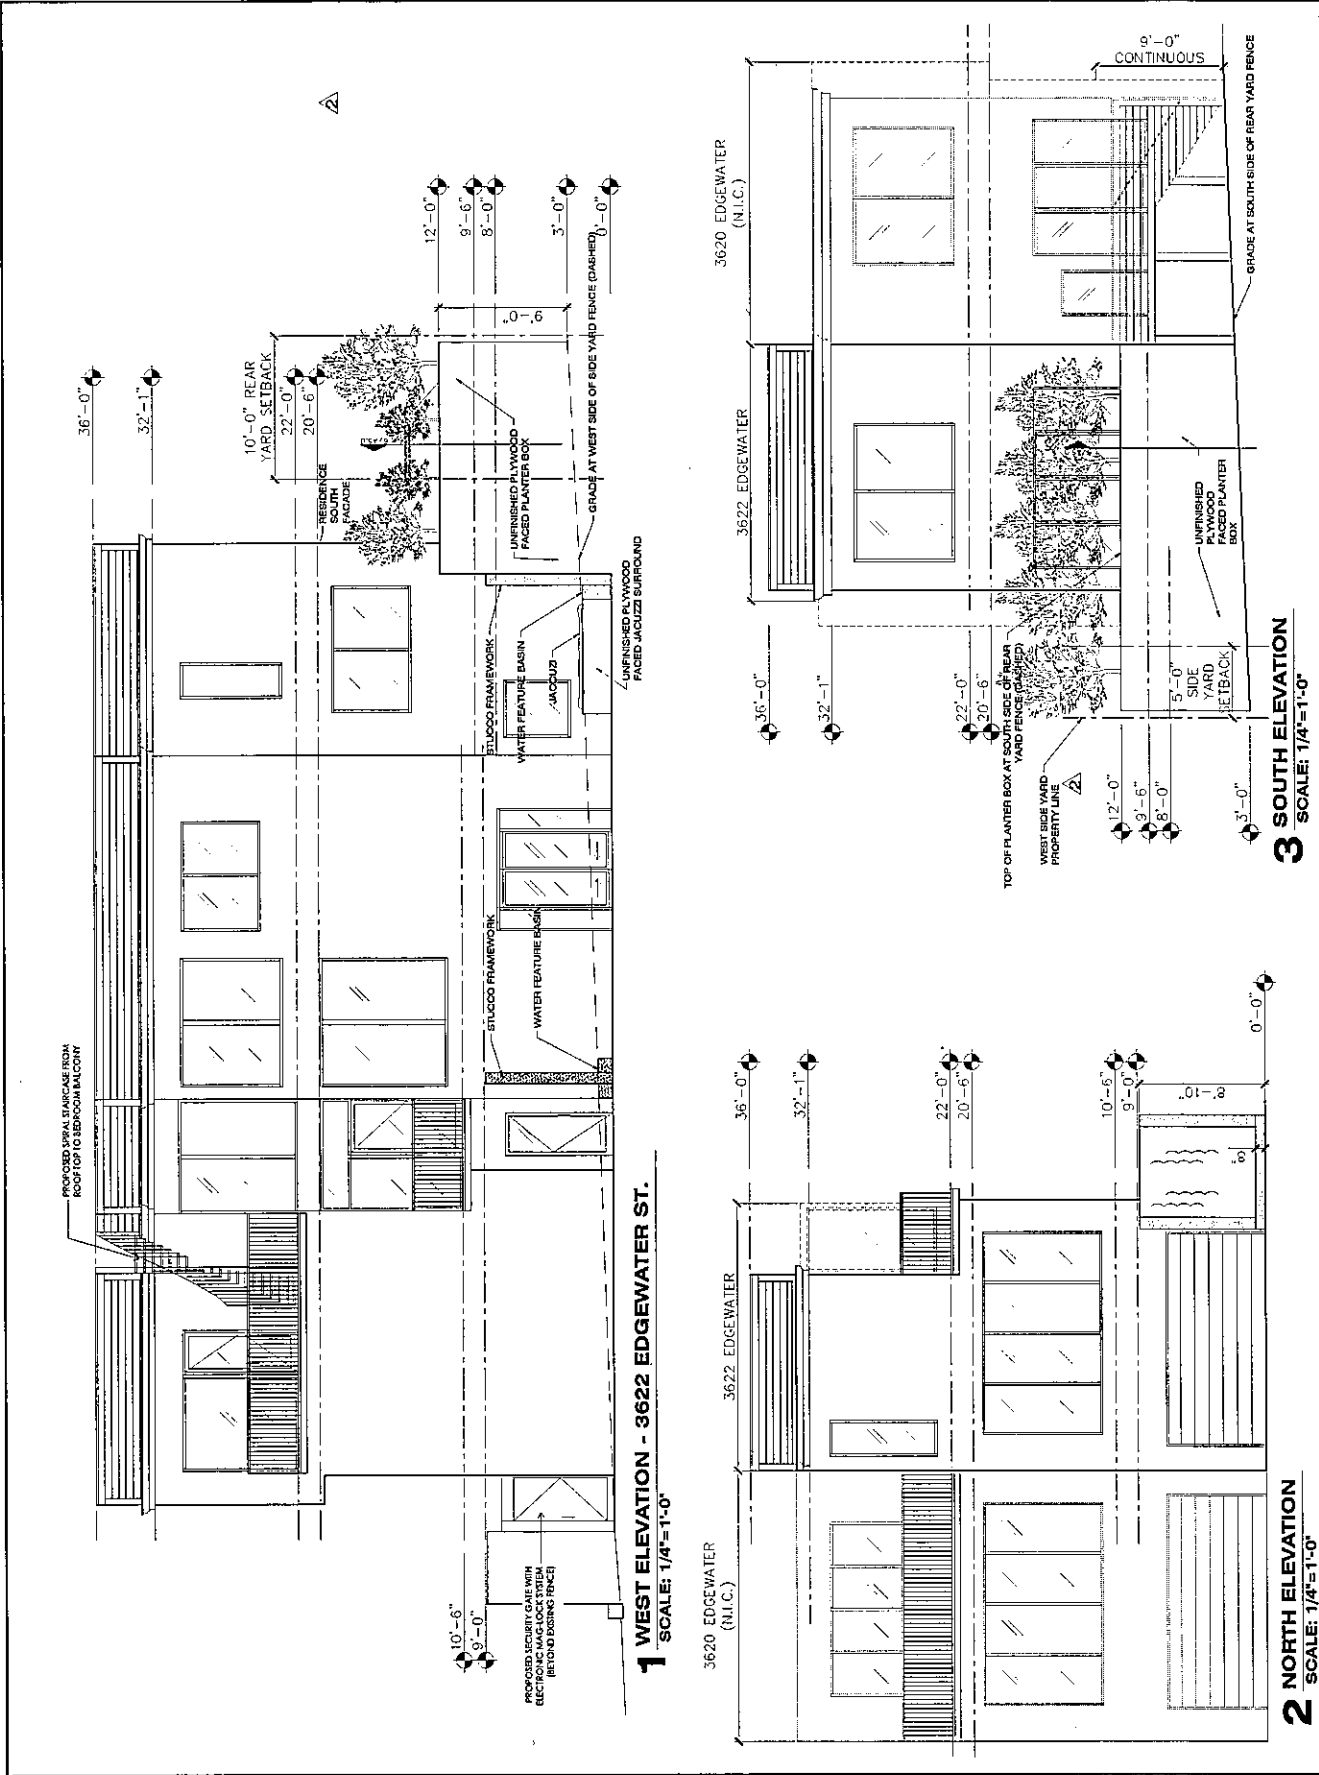 PROPOSED SPIRAL STAIRCASE FROM
ROOF TOP TO BEDROOM BALCONY
36'-0"
32'-1"
10'-0" REAR
YARD SETBACK
22'-0"
20'-6"
RESIDENCE
SOUTH
FACADE
12'-0"
9'-6"
8'-0"
3'-0"
0'-0"
9'-0"
2
UNFINISHED PLYWOOD
FACED PLANTER BOX
GRADE AT WEST SIDE OF SIDE YARD FENCE (DASHED)
UNFINISHED PLYWOOD
FACED JACUZZI SURROUND
STUCCO FRAMEWORK
WATER FEATURE BASIN
JACCUZI
STUCCO FRAMEWORK
WATER FEATURE BASIN
10'-6"
9'-0"
PROPOSED SECURITY GATE WITH
ELECTRONIC MAG-LOCK SYSTEM
(BEYOND EXISTING FENCE)
1 WEST ELEVATION - 3622 EDGEWATER ST.
SCALE: 1/4"=1'-0"
3620 EDGEWATER
(N.I.C.)
3622 EDGEWATER
36'-0"
32'-1"
22'-0"
20'-6"
10'-6"
9'-0"
8'-10"
8"
0'-0"
2 NORTH ELEVATION
SCALE: 1/4"=1'-0"
3622 EDGEWATER
3620 EDGEWATER
(N.I.C.)
36'-0"
32'-1"
22'-0"
20'-6"
TOP OF PLANTER BOX AT SOUTH SIDE OF REAR
YARD FENCE (DASHED)
WEST SIDE YARD
PROPERTY LINE
2
12'-0"
9'-6"
8'-0"
3'-0"
5'-0"
SIDE
YARD
SETBACK
UNFINISHED
PLYWOOD
FACED PLANTER
BOX
9'-0"
CONTINUOUS
GRADE AT SOUTH SIDE OF REAR YARD FENCE
3 SOUTH ELEVATION
SCALE: 1/4"=1'-0"